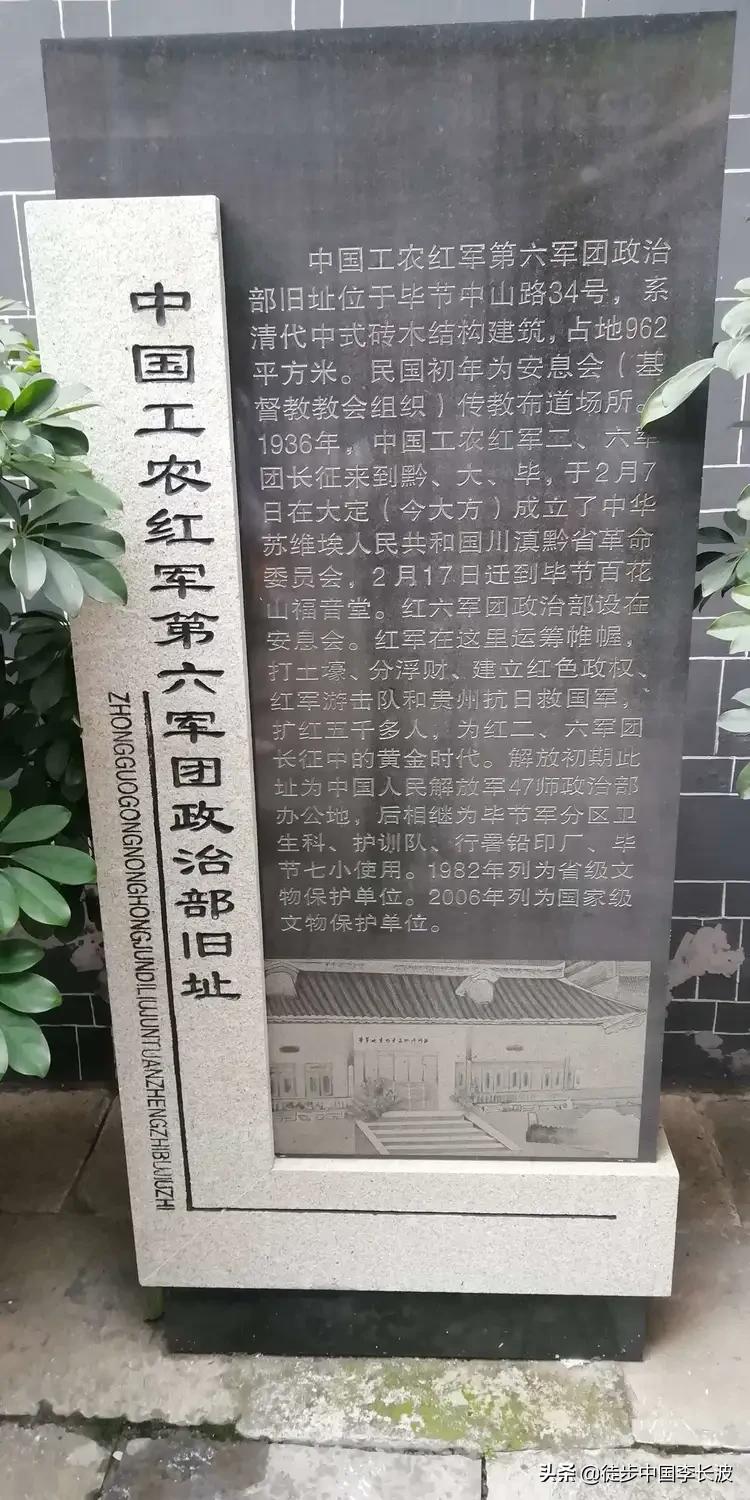 中国工农红军第六军团政治部旧址
ZHONGGUOGONGNONGHONGJUNDILIUJUNTUANZHENGZHIBUJIUZHI
中国工农红军第六军团政治
部旧址位于毕节中山路34号，系
清代中式砖木结构建筑，占地962
平方米。民国初年为安息会（基
督教教会组织）传教布道场所。
1936年，中国工农红军二、六军
团长征来到黔、大、毕，于2月7
日在大定（今大方）成立了中华
苏维埃人民共和国川滇黔省革命
委员会，2月17日迁到毕节百花
山福音堂。红六军团政治部设在
安息会。红军在这里运筹帷幄，
打土壕、分浮财、建立红色政权、
红军游击队和贵州抗日救国军，
扩红五千多人，为红二、六军团
长征中的黄金时代。解放初期此
址为中国人民解放军47师政治部
办公地，后相继为毕节军分区卫
生科、护训队、行署铅印厂、毕
节七小使用。1982年列为省级文
物保护单位。2006年列为国家级
文物保护单位。
头条 @徒步中国李长波